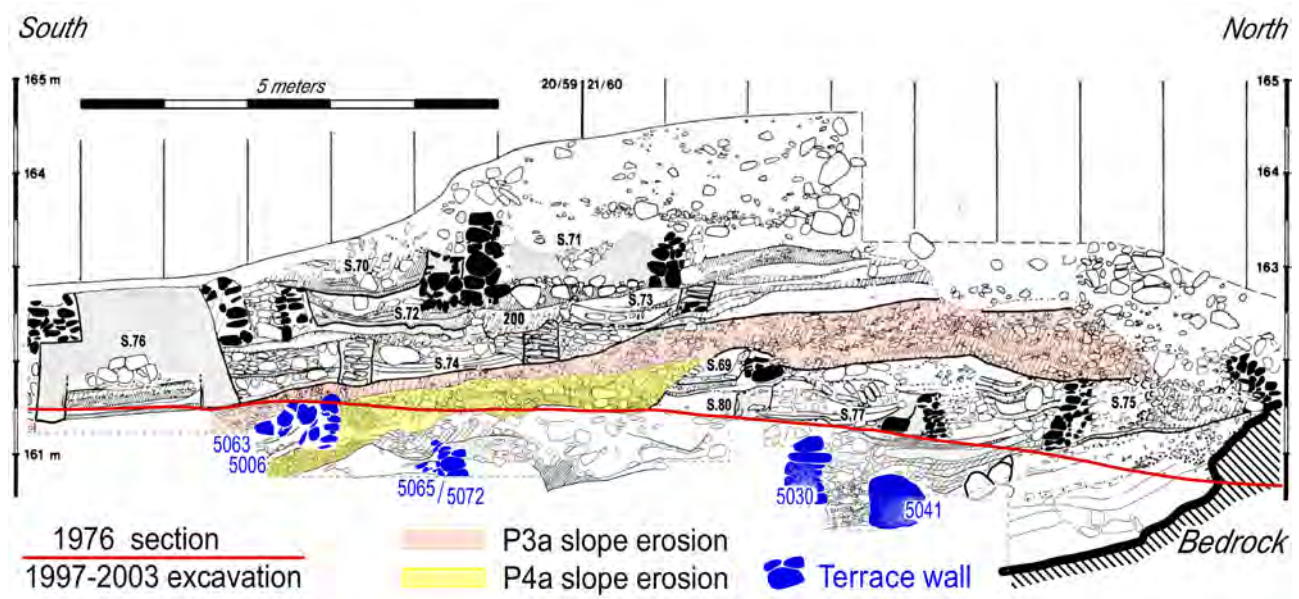 South North
165 m 5 meters 20/59 21/60 165
164 164
S.71
S.70 163
S.72 200 S.73
S.76 S.74 S.69
S.80 S.77 S.75
5063
5006
161 m
5065/5072 5030 5041
1976 section P3a slope erosion Bedrock
1997-2003 excavation P4a slope erosion Terrace wall